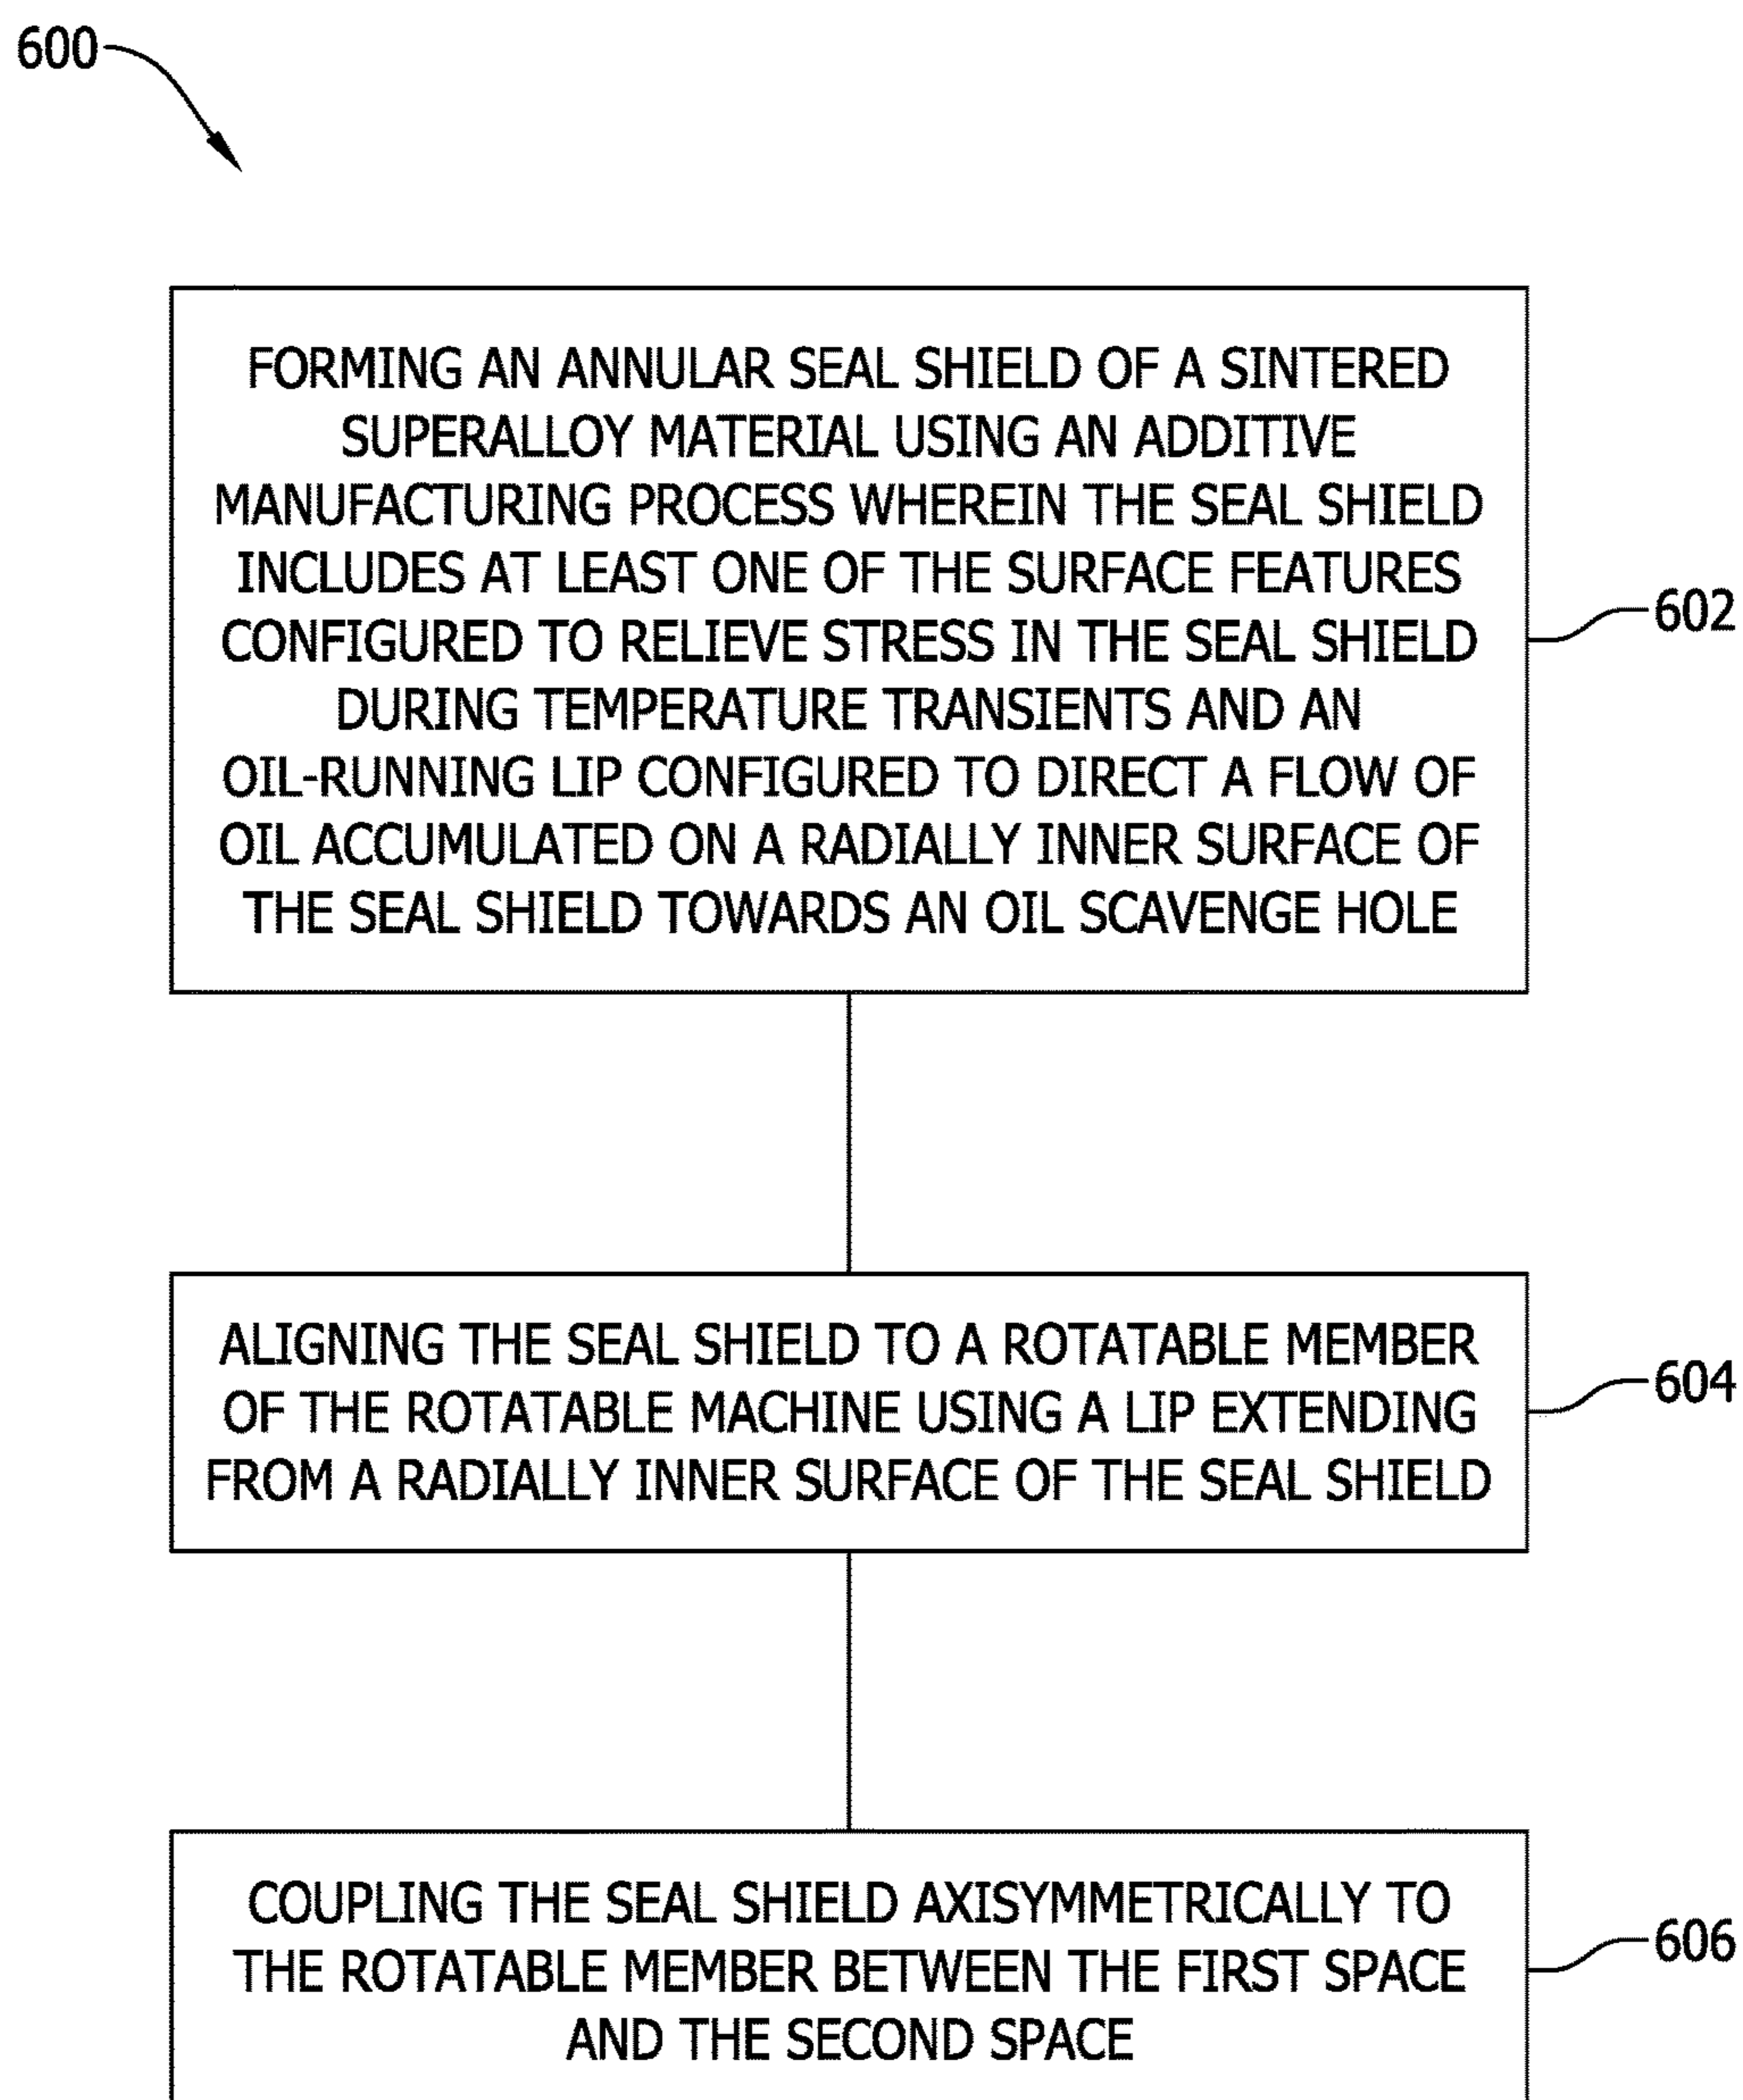 600
FORMING AN ANNULAR SEAL SHIELD OF A SINTERED
SUPERALLOY MATERIAL USING AN ADDITIVE
MANUFACTURING PROCESS WHEREIN THE SEAL SHIELD
INCLUDES AT LEAST ONE OF THE SURFACE FEATURES
CONFIGURED TO RELIEVE STRESS IN THE SEAL SHIELD
DURING TEMPERATURE TRANSIENTS AND AN
OIL-RUNNING LIP CONFIGURED TO DIRECT A FLOW OF
OIL ACCUMULATED ON A RADIALLY INNER SURFACE OF
THE SEAL SHIELD TOWARDS AN OIL SCAVENGE HOLE
602
ALIGNING THE SEAL SHIELD TO A ROTATABLE MEMBER
OF THE ROTATABLE MACHINE USING A LIP EXTENDING
FROM A RADIALLY INNER SURFACE OF THE SEAL SHIELD
604
COUPLING THE SEAL SHIELD AXISYMMETRICALLY TO
THE ROTATABLE MEMBER BETWEEN THE FIRST SPACE
AND THE SECOND SPACE
606